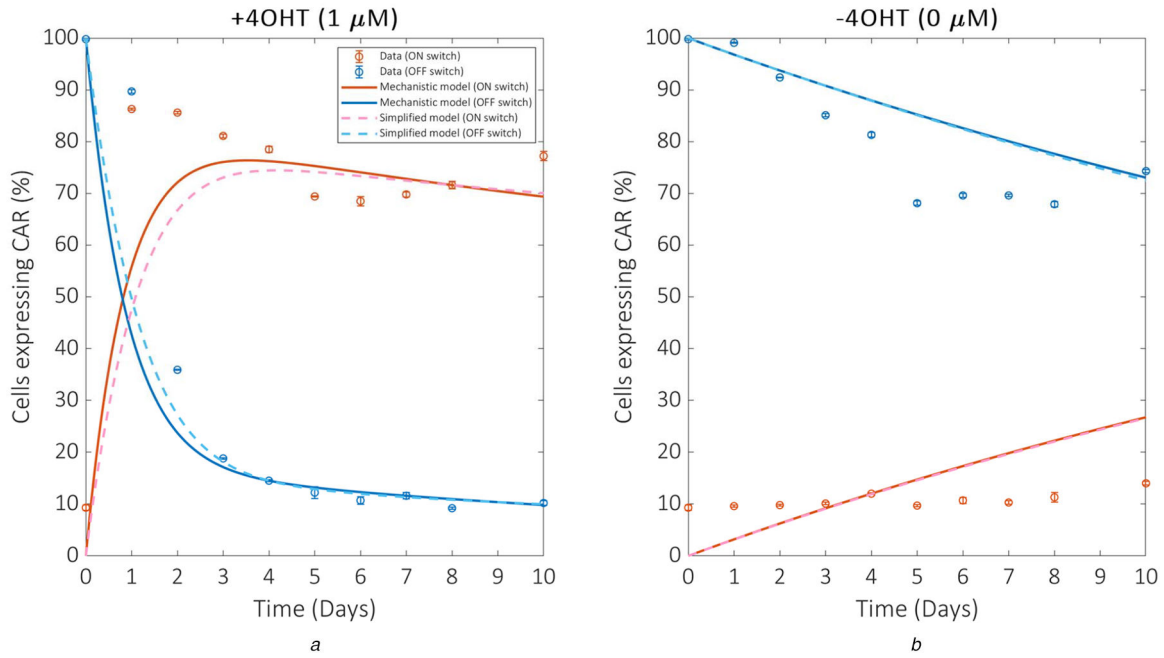 +4OHT (1 μM)
Cells expressing CAR (%)
100
90
80
70
60
50
40
30
20
10
0
Data (ON switch)
Data (OFF switch)
Mechanistic model (ON switch)
Mechanistic model (OFF switch)
Simplified model (ON switch)
Simplified model (OFF switch)
0 1 2 3 4 5 6 7 8 9 10
Time (Days)
a
-4OHT (0 μM)
Cells expressing CAR (%)
100
90
80
70
60
50
40
30
20
10
0
0 1 2 3 4 5 6 7 8 9 10
Time (Days)
b